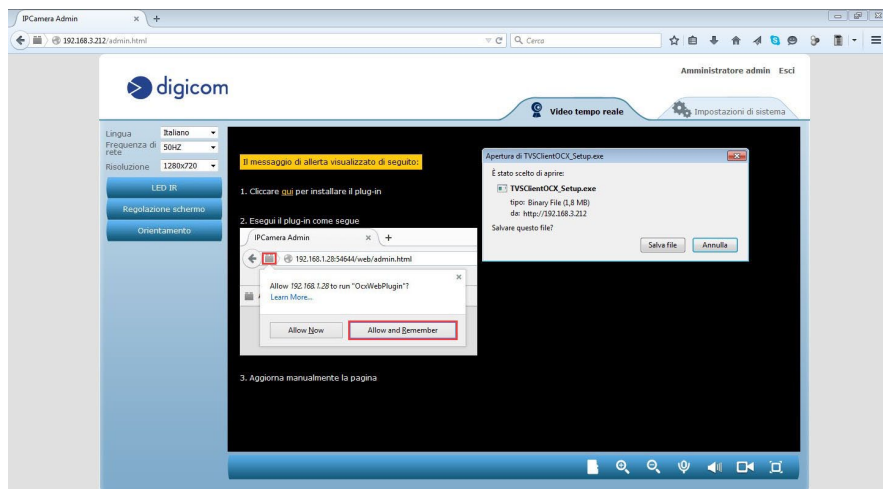 IPCamera Admin
192.168.3.212/admin.html
Cerca
digicom
Amministratore admin Esci
Video tempo reale
Impostazioni di sistema
Lingua
Italiano
Frequenza di rete
50HZ
Risoluzione
1280x720
LED IR
Regolazione schermo
Orientamento
Il messaggio di allerta visualizzato di seguito:
1. Cliccare qui per installare il plug-in
2. Esegui il plug-in come segue
IPCamera Admin
192.168.1.28:54644/web/admin.html
Allow 192.168.1.28 to run "OcxWebPlugin"?
Learn More...
Allow Now
Allow and Remember
3. Aggiorna manualmente la pagina
Apertura di TVSClientOCX_Setup.exe
È stato scelto di aprire:
TVSClientOCX_Setup.exe
tipo: Binary File (1,8 MB)
da: http://192.168.3.212
Salvare questo file?
Salva file
Annulla